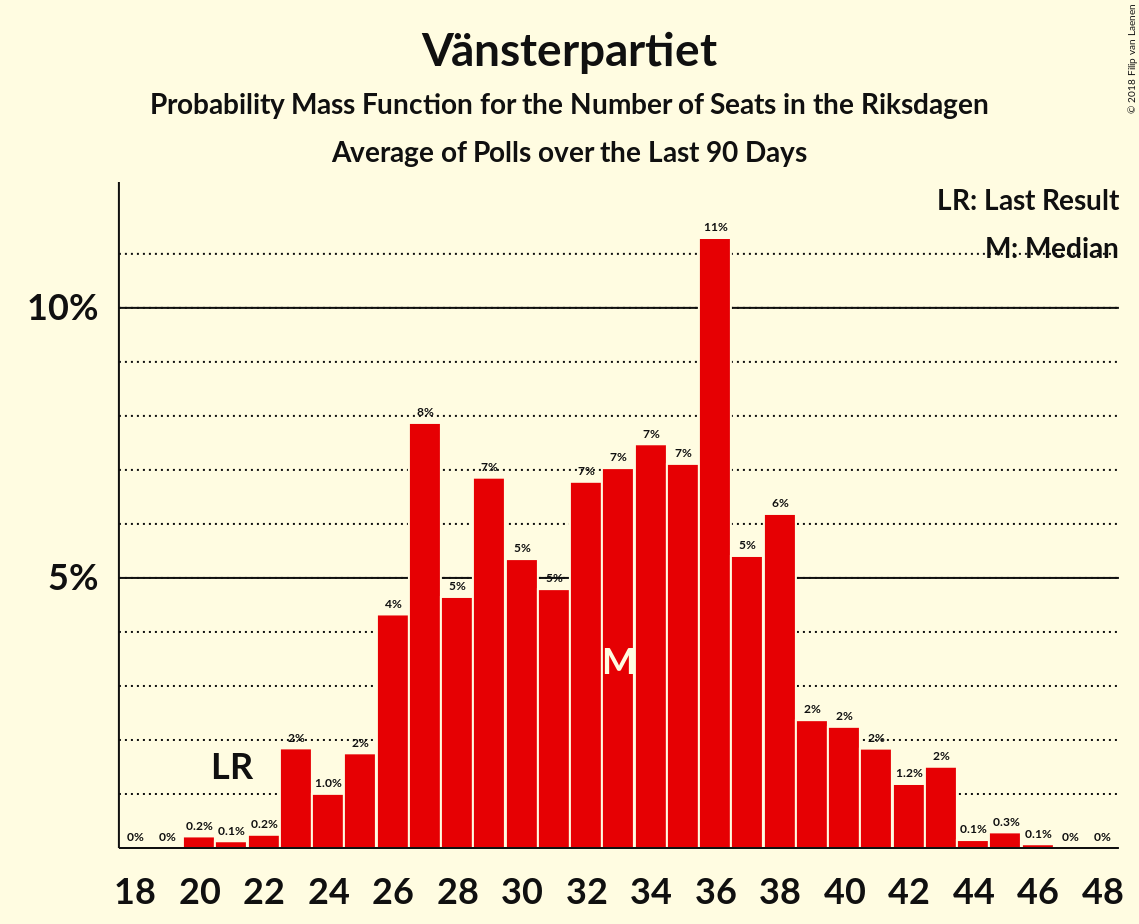 Vänsterpartiet
Probability Mass Function for the Number of Seats in the Riksdagen
Average of Polls over the Last 90 Days
© 2018 Filip van Laenen
LR: Last Result
M: Median
10%
5%
0% 0% 0.2% 0.1% 0.2% 2% 1.0% 2% 4% 8% 5% 7% 5% 5% 7% 7% 7% 7% 11% 5% 6% 2% 2% 2% 1.2% 2% 0.1% 0.3% 0.1% 0% 0%
LR
M
18 20 22 24 26 28 30 32 34 36 38 40 42 44 46 48